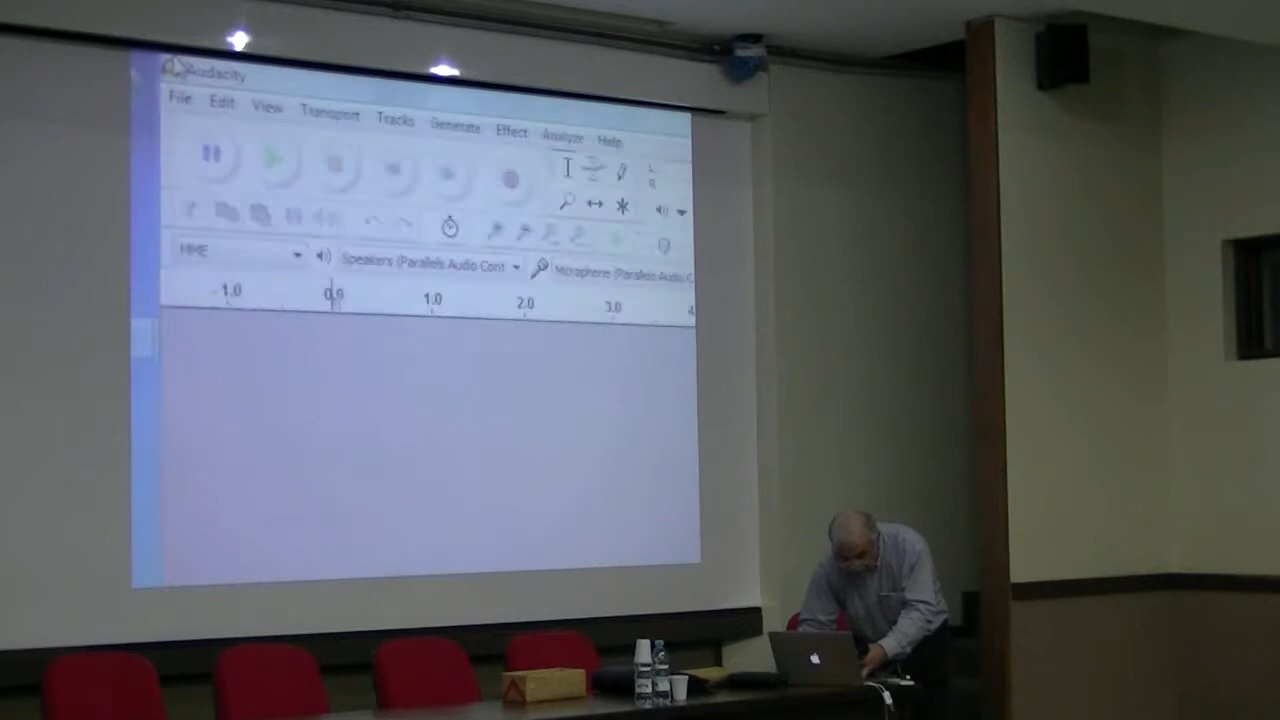 Audacity
File Edit View Transport Tracks Generate Effect Analyze Help
L
R
MME Speakers (Parallels Audio Cont Microphone (Parallels Audio C
-1.0 0.0 1.0 2.0 3.0 4